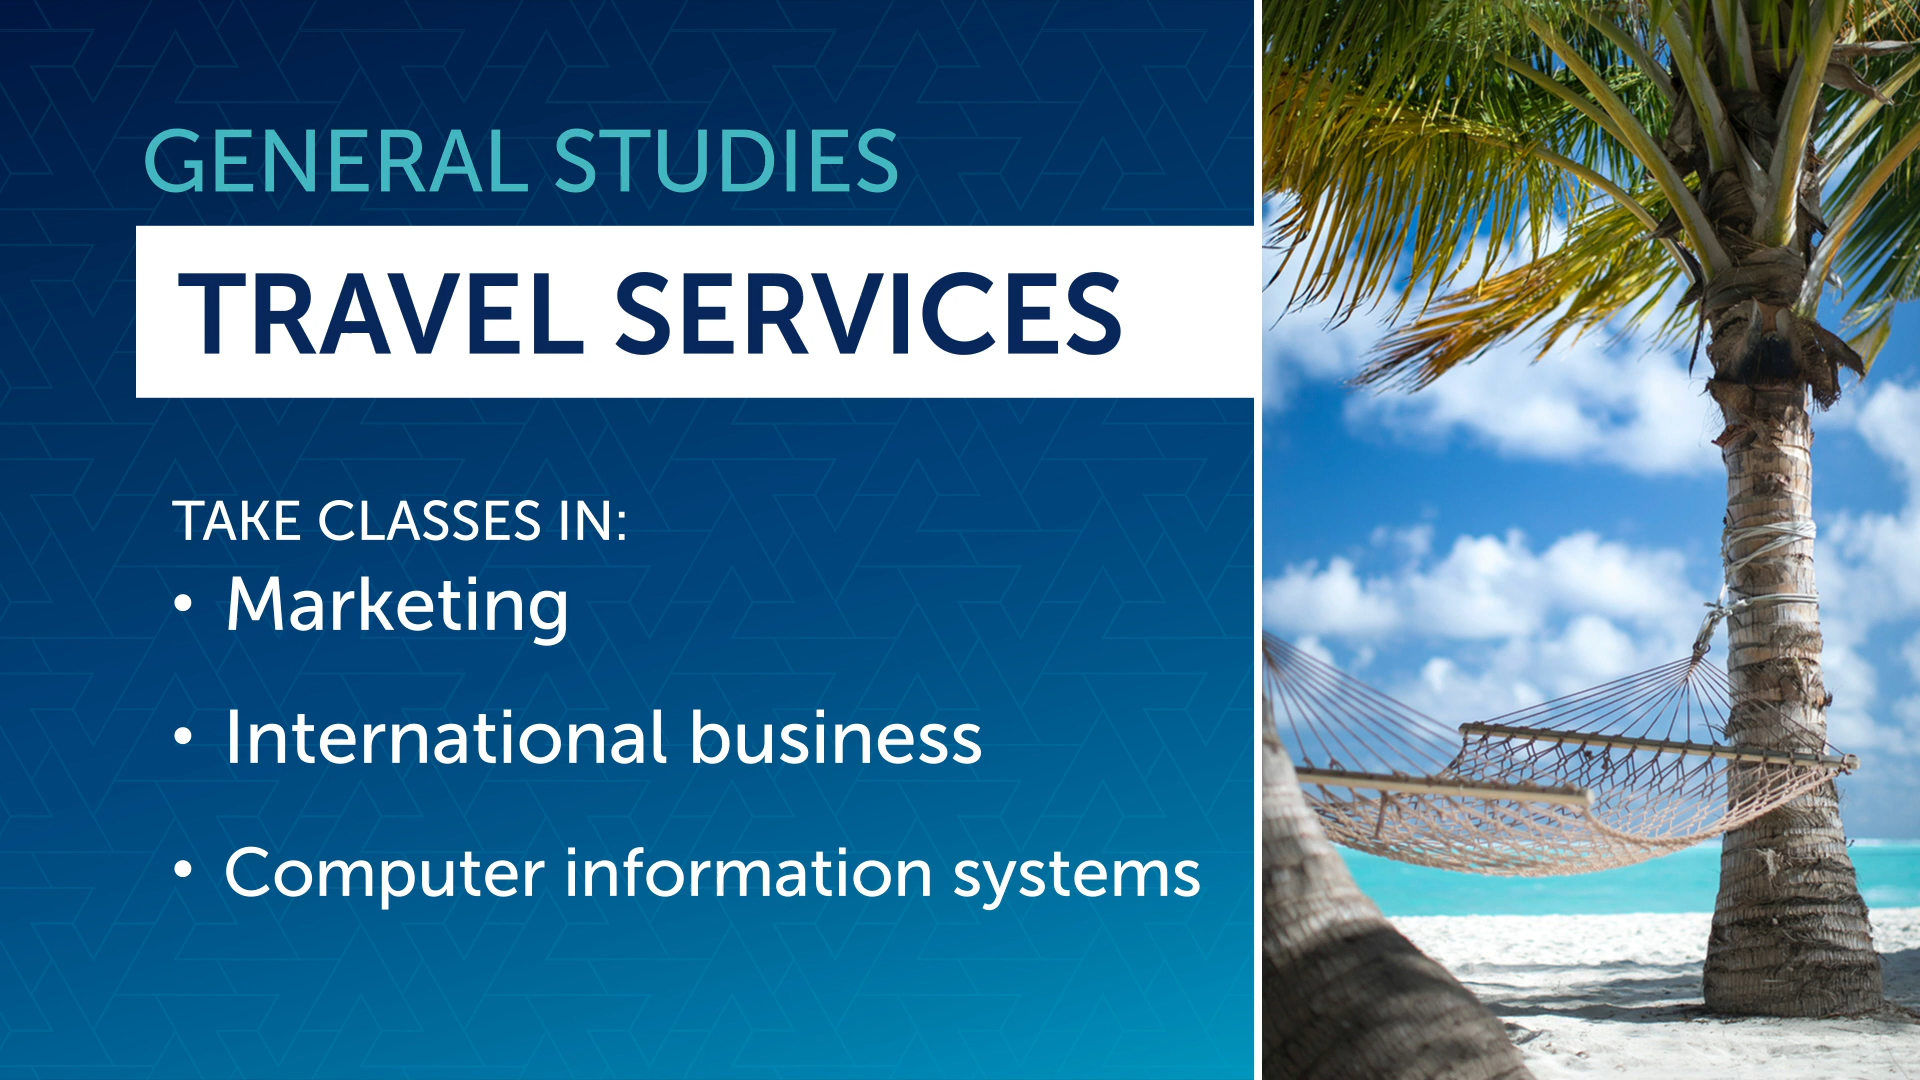 GENERAL STUDIES
TRAVEL SERVICES
TAKE CLASSES IN:
• Marketing
• International business
• Computer information systems